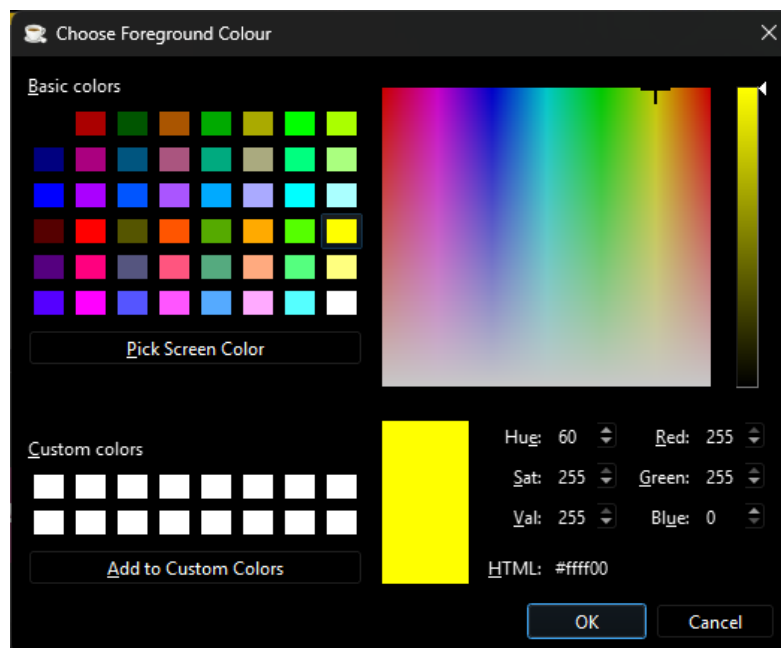 Choose Foreground Colour
Basic colors
Pick Screen Color
Custom colors
Add to Custom Colors
Hue: 60
Red: 255
Sat: 255
Green: 255
Val: 255
Blue: 0
HTML: #ffff00
OK
Cancel